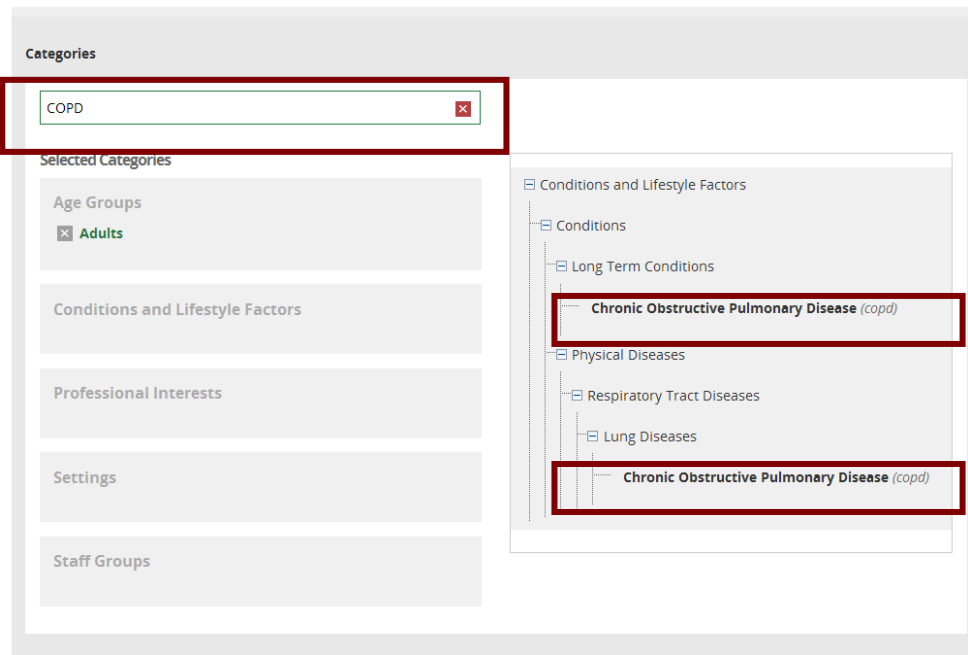 Categories
COPD
Selected Categories
Age Groups
Adults
Conditions and Lifestyle Factors
Professional Interests
Settings
Staff Groups
Conditions and Lifestyle Factors
Conditions
Long Term Conditions
Chronic Obstructive Pulmonary Disease (copd)
Physical Diseases
Respiratory Tract Diseases
Lung Diseases
Chronic Obstructive Pulmonary Disease (copd)